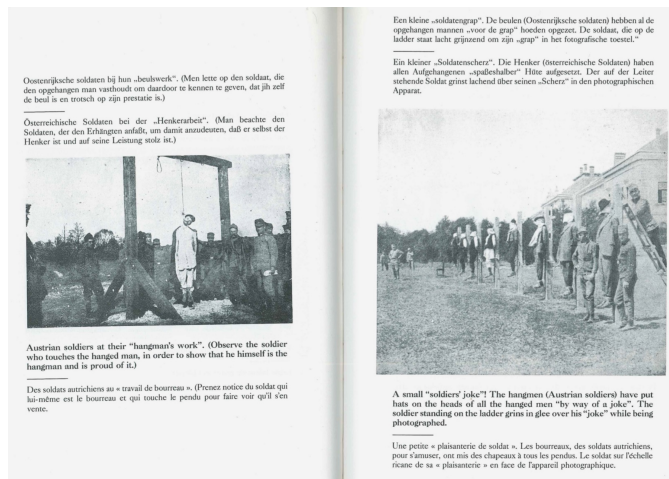 Oostenrijksche soldaten bij hun „beulswerk". (Men lette op den soldaat, die
den opgehangen man vasthoudt om daardoor te kennen te geven, dat jih zelf
de beul is en trotsch op zijn prestatie is.)
Österreichische Soldaten bei der „Henkerarbeit". (Man beachte den
Soldaten, der den Erhängten anfaßt, um damit anzudeuten, daß er selbst der
Henker ist und auf seine Leistung stolz ist.)
Austrian soldiers at their "hangman's work". (Observe the soldier
who touches the hanged man, in order to show that he himself is the
hangman and is proud of it.)
Des soldats autrichiens au « travail de bourreau ». (Prenez notice du soldat qui
lui-même est le bourreau et qui touche le pendu pour faire voir qu'il s'en
vente.
Een kleine „soldatengrap". De beulen (Oostenrijksche soldaten) hebben al de
opgehangen mannen „voor de grap" hoeden opgezet. De soldaat, die op de
ladder staat lacht grijnzend om zijn „grap" in het fotografische toestel."
Ein kleiner „Soldatenscherz". Die Henker (österreichische Soldaten) haben
allen Aufgehangenen „spaßeshalber" Hüte aufgesetzt. Der auf der Leiter
stehende Soldat grinst lachend über seinen „Scherz" in den photographischen
Apparat.
A small "soldiers' joke"! The hangmen (Austrian soldiers) have put
hats on the heads of all the hanged men "by way of a joke". The
soldier standing on the ladder grins in glee over his "joke" while being
photographed.
Une petite « plaisanterie de soldat ». Les bourreaux, des soldats autrichiens,
pour s'amuser, ont mis des chapeaux à tous les pendus. Le soldat sur l'échelle
ricane de sa « plaisanterie » en face de l'appareil photographique.